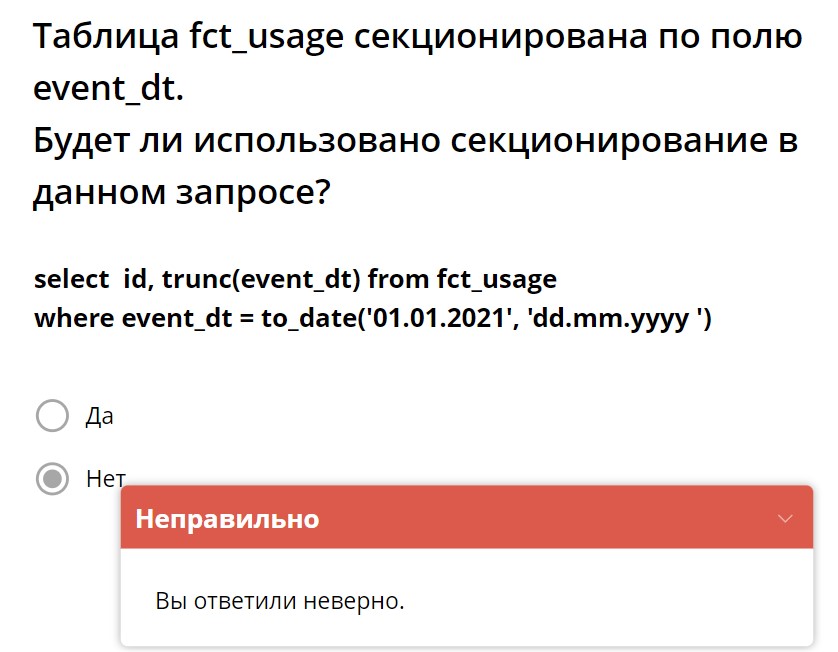 Таблица fct_usage секционирована по полю
event_dt.
Будет ли использовано секционирование в
данном запросе?
select  id, trunc(event_dt) from fct_usage
where event_dt = to_date('01.01.2021', 'dd.mm.yyyy ')
Да
Нет
Неправильно
Вы ответили неверно.